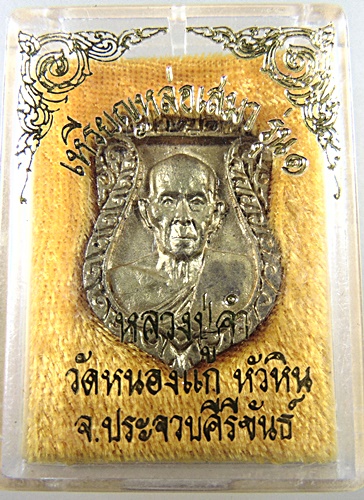 เหรียญหล่อเสมา รุ่น๑
หลวงปู่คำ
วัดหนองแก หัวหิน
จ.ประจวบคีรีขันธ์